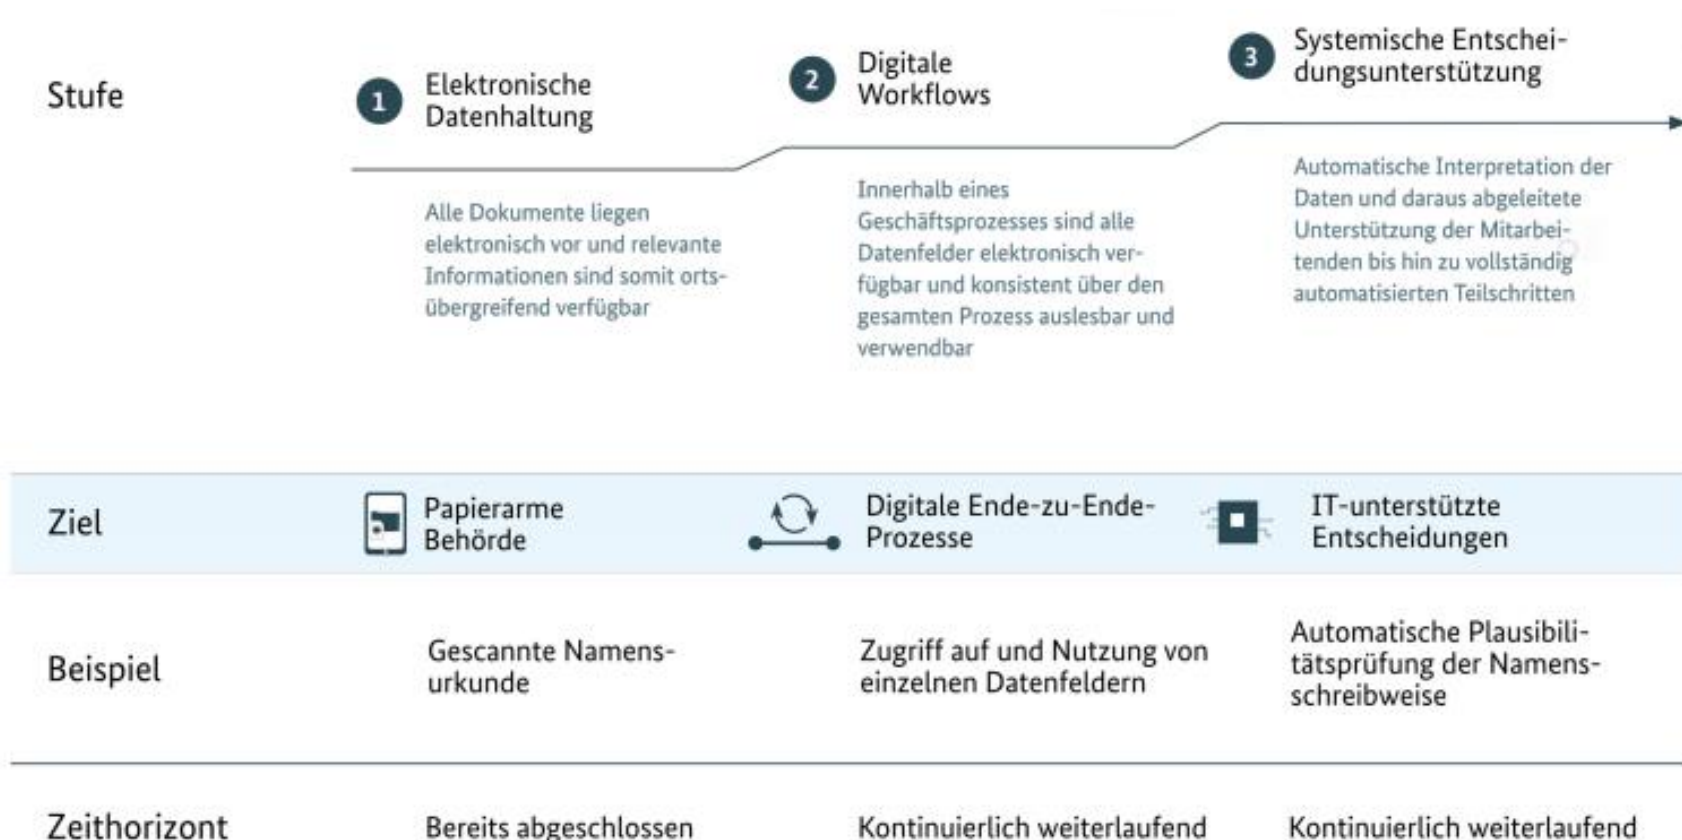 Stufe
1
Elektronische
Datenhaltung
Alle Dokumente liegen
elektronisch vor und relevante
Informationen sind somit orts-
übergreifend verfügbar
2
Digitale
Workflows
Innerhalb eines
Geschäftsprozesses sind alle
Datenfelder elektronisch ver-
fügbar und konsistent über den
gesamten Prozess auslesbar und
verwendbar
3
Systemische Entschei-
dungsunterstützung
Automatische Interpretation der
Daten und daraus abgeleitete
Unterstützung der Mitarbei-
tenden bis hin zu vollständig
automatisierten Teilschritten
Ziel
Papierarme
Behörde
Digitale Ende-zu-Ende-
Prozesse
IT-unterstützte
Entscheidungen
Beispiel
Gescannte Namens-
urkunde
Zugriff auf und Nutzung von
einzelnen Datenfeldern
Automatische Plausibili-
tätsprüfung der Namens-
schreibweise
Zeithorizont
Bereits abgeschlossen
Kontinuierlich weiterlaufend
Kontinuierlich weiterlaufend